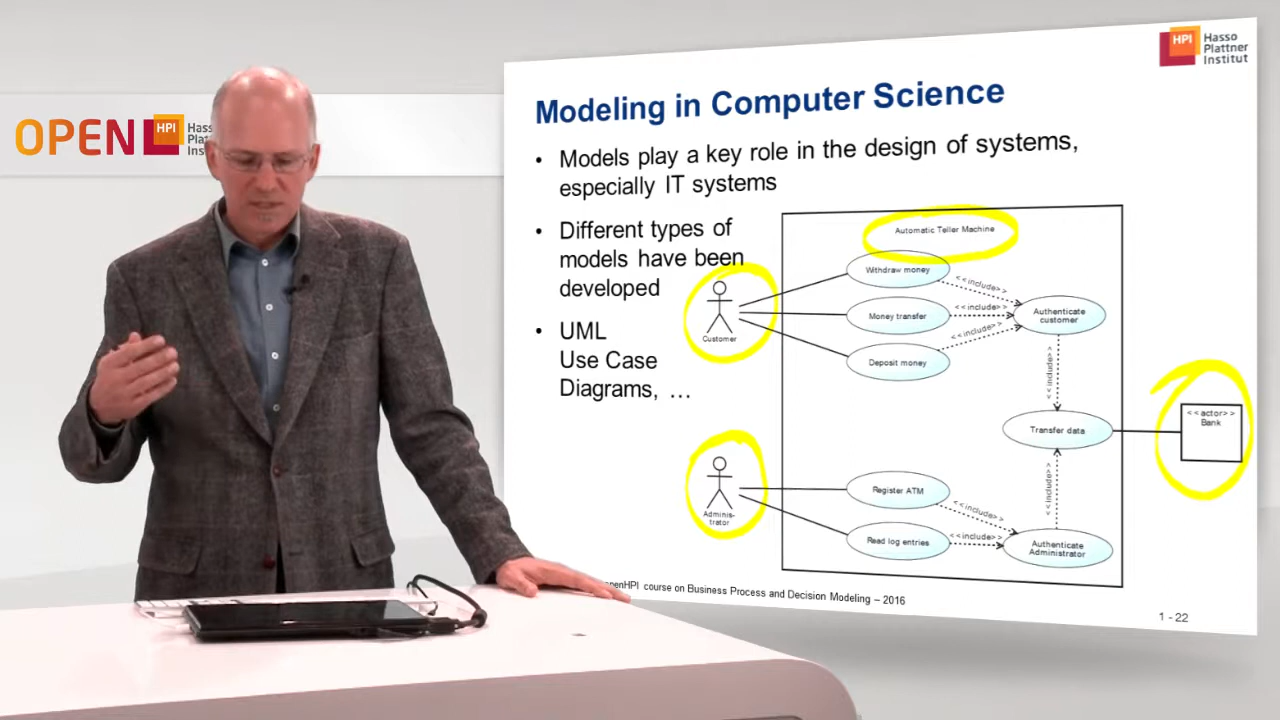 OPEN HPI
Has
Pla
Inst
HPI Hasso
Plattner
Institut
Modeling in Computer Science
• Models play a key role in the design of systems,
especially IT systems
• Different types of
models have been
developed
• UML
Use Case
Diagrams, …
Automatic Teller Machine
Withdraw money
Money transfer
Deposit money
<<include>>
<<include>>
<<include>>
Authenticate
customer
Customer
<<include>>
Transfer data
<<actor>>
Bank
<<include>>
Adminis-
trator
Register ATM
Read log entries
<<include>>
<<include>>
Authenticate
Administrator
openHPI course on Business Process and Decision Modeling – 2016
1 - 22